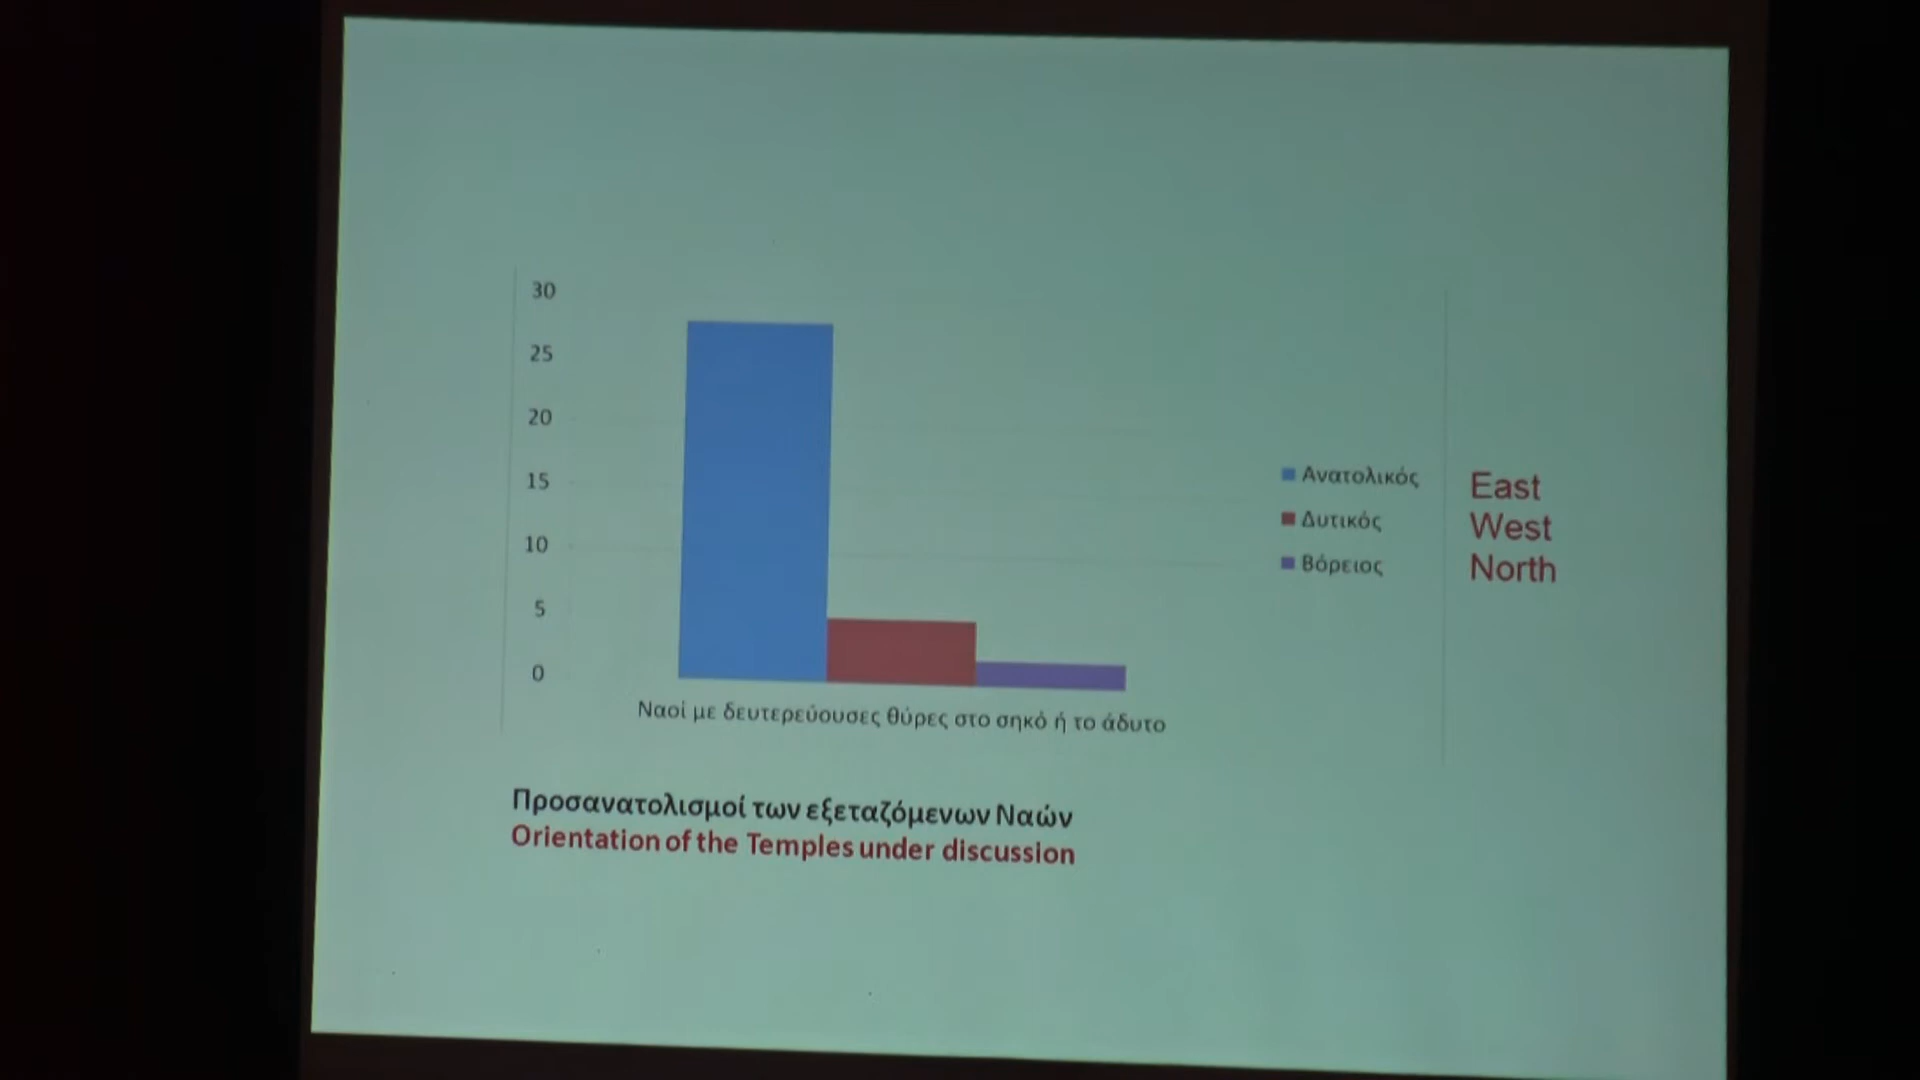 30
25
20
15
10
5
0
Ναοί με δευτερεύουσες θύρες στο σηκό ή το άδυτο
Ανατολικός
Δυτικός
Βόρειος
East
West
North
Προσανατολισμοί των εξεταζόμενων Ναών
Orientation of the Temples under discussion